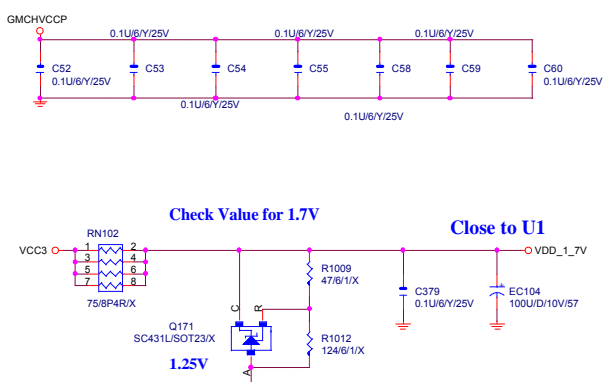 GMCHVCCP
0.1U/6/Y/25V 0.1U/6/Y/25V 0.1U/6/Y/25V
C52 C53 C54 C55 C58 C59 C60
0.1U/6/Y/25V 0.1U/6/Y/25V
0.1U/6/Y/25V
0.1U/6/Y/25V
Check Value for 1.7V
Close to U1
RN102
VCC3 1 2 VDD_1_7V
3 4
5 6
7 8
75/8P4R/X
R1009
47/6/1/X
C379
0.1U/6/Y/25V
EC104
100U/D/10V/57
C R
Q171
SC431L/SOT23/X
R1012
124/6/1/X
1.25V
A